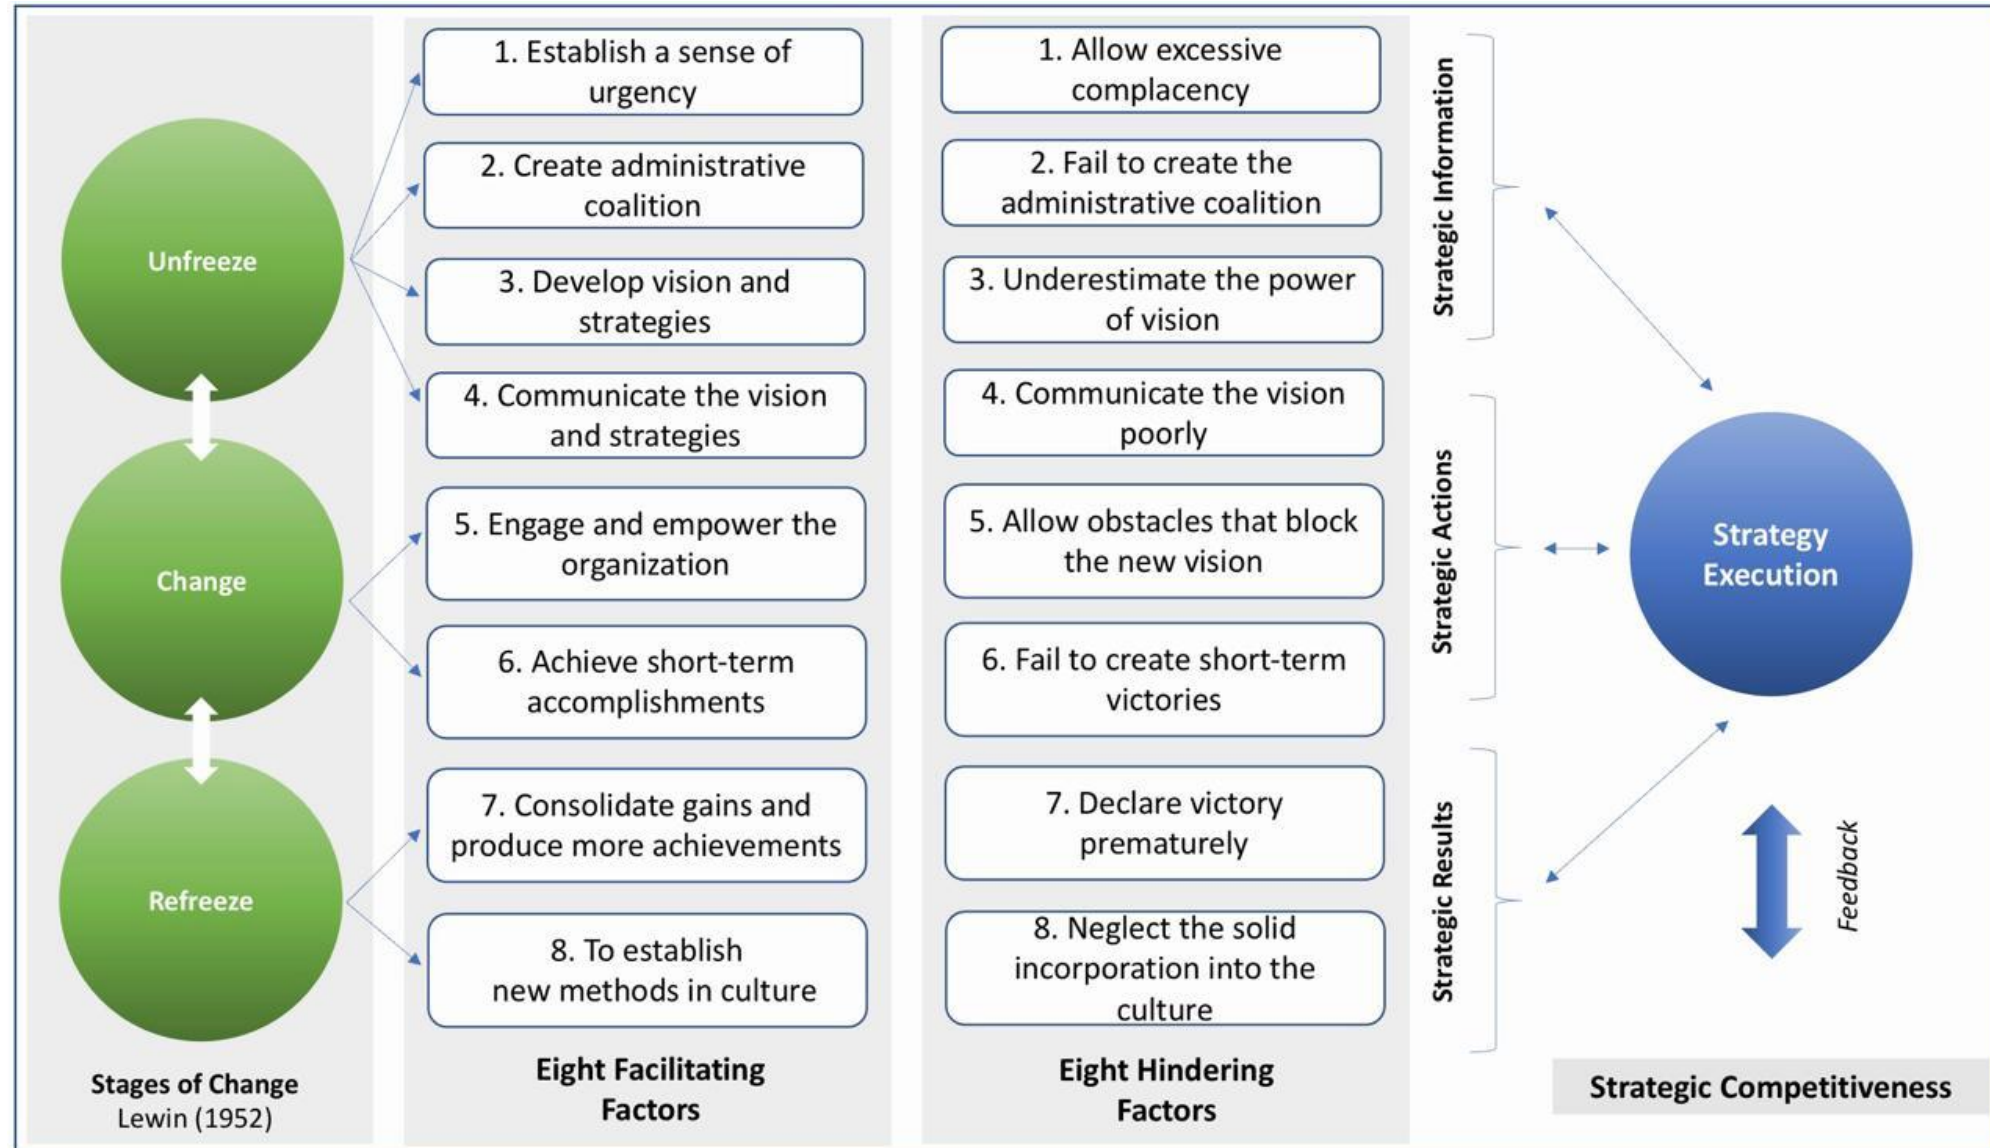 Unfreeze
Change
Refreeze
Stages of Change
Lewin (1952)
1. Establish a sense of
urgency
2. Create administrative
coalition
3. Develop vision and
strategies
4. Communicate the vision
and strategies
5. Engage and empower the
organization
6. Achieve short-term
accomplishments
7. Consolidate gains and
produce more achievements
8. To establish
new methods in culture
Eight Facilitating
Factors
1. Allow excessive
complacency
2. Fail to create the
administrative coalition
3. Underestimate the power
of vision
4. Communicate the vision
poorly
5. Allow obstacles that block
the new vision
6. Fail to create short-term
victories
7. Declare victory
prematurely
8. Neglect the solid
incorporation into the
culture
Eight Hindering
Factors
Strategic Information
Strategic Actions
Strategic Results
Strategy
Execution
Feedback
Strategic Competitiveness